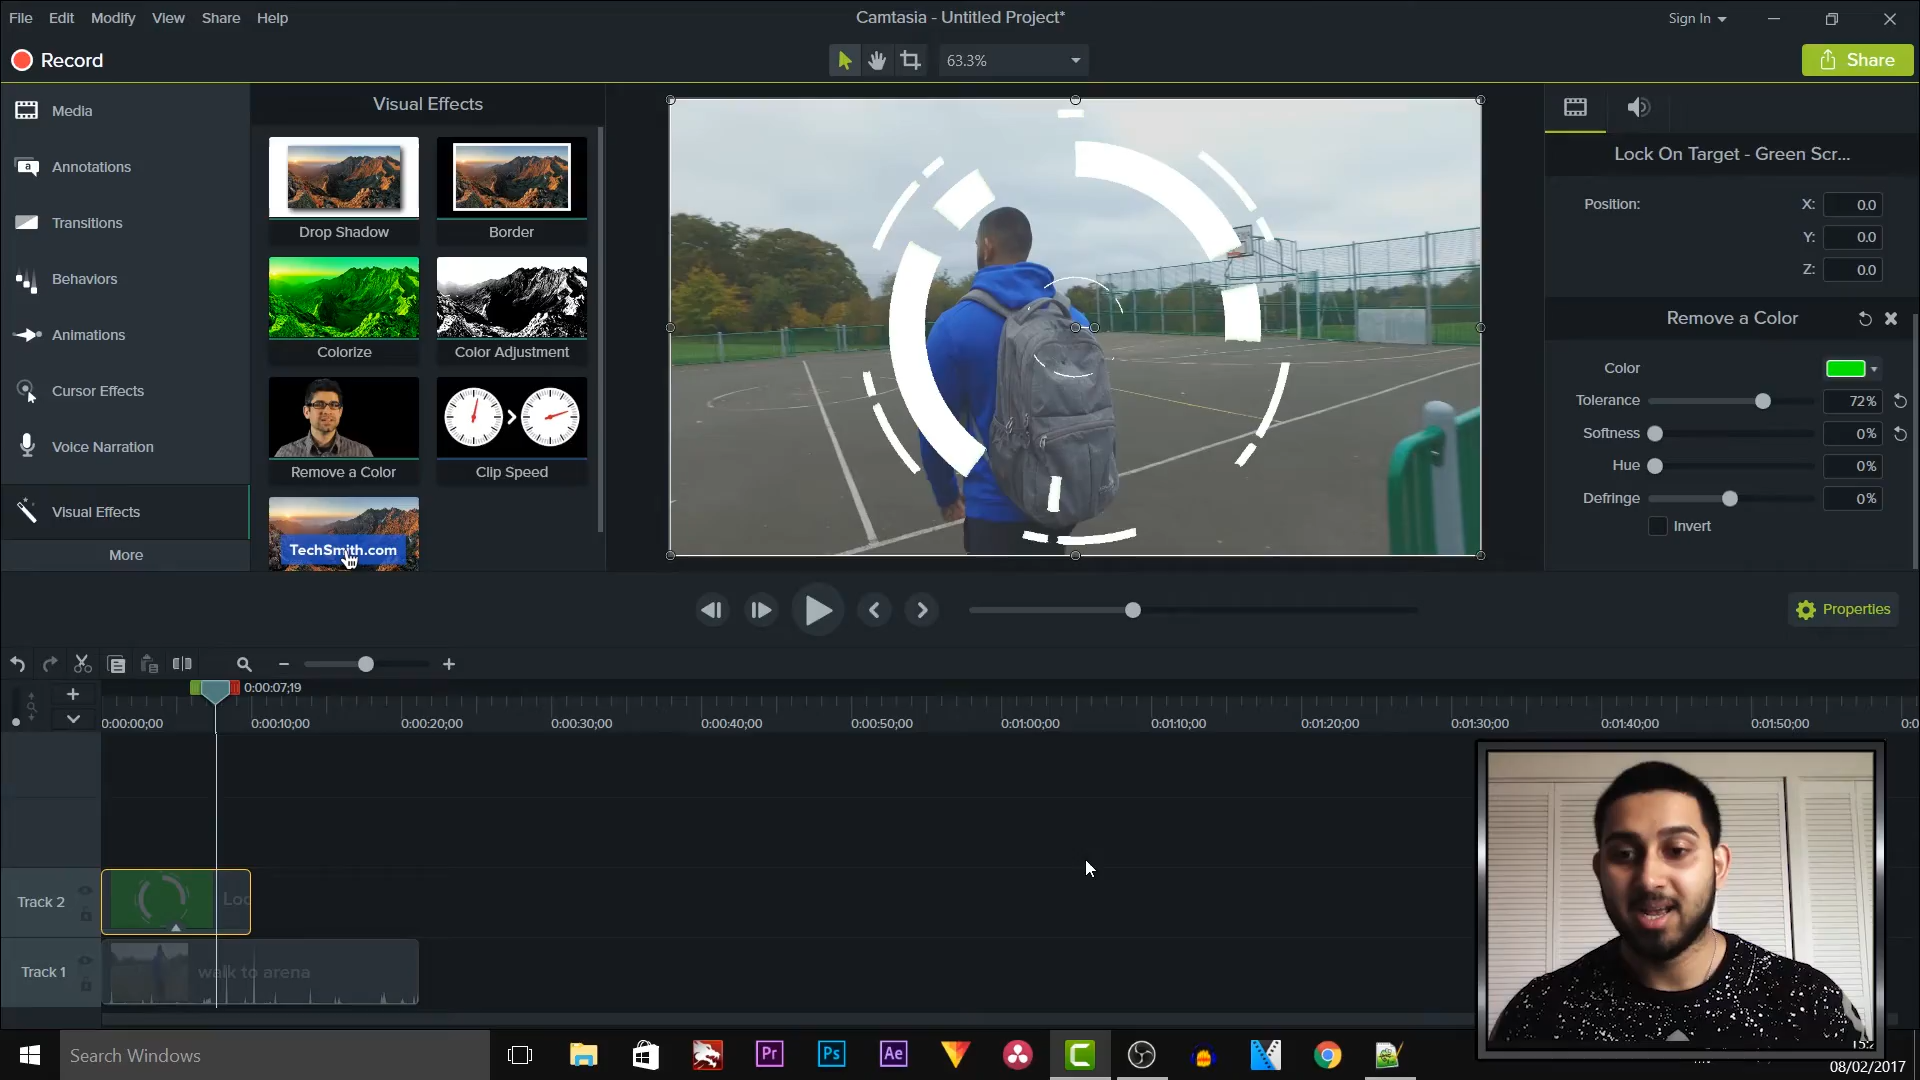 File Edit Modify View Share Help
Camtasia - Untitled Project*
Sign In
Record
63.3%
Share
Media
Annotations
Transitions
Behaviors
Animations
Cursor Effects
Voice Narration
Visual Effects
More
Visual Effects
Drop Shadow
Border
Colorize
Color Adjustment
Remove a Color
Clip Speed
TechSmith.com
Lock On Target - Green Scr...
Position:
X: 0.0
Y: 0.0
Z: 0.0
Remove a Color
Color
Tolerance 72%
Softness 0%
Hue 0%
Defringe 0%
Invert
Properties
0:00:07;19
0:00:00;00 0:00:10;00 0:00:20;00 0:00:30;00 0:00:40;00 0:00:50;00 0:01:00;00 0:01:10;00 0:01:20;00 0:01:30;00 0:01:40;00 0:01:50;00 0:0
Track 2
Loc
Track 1
walk to arena
Search Windows
Pr Ps Ae
08/02/2017